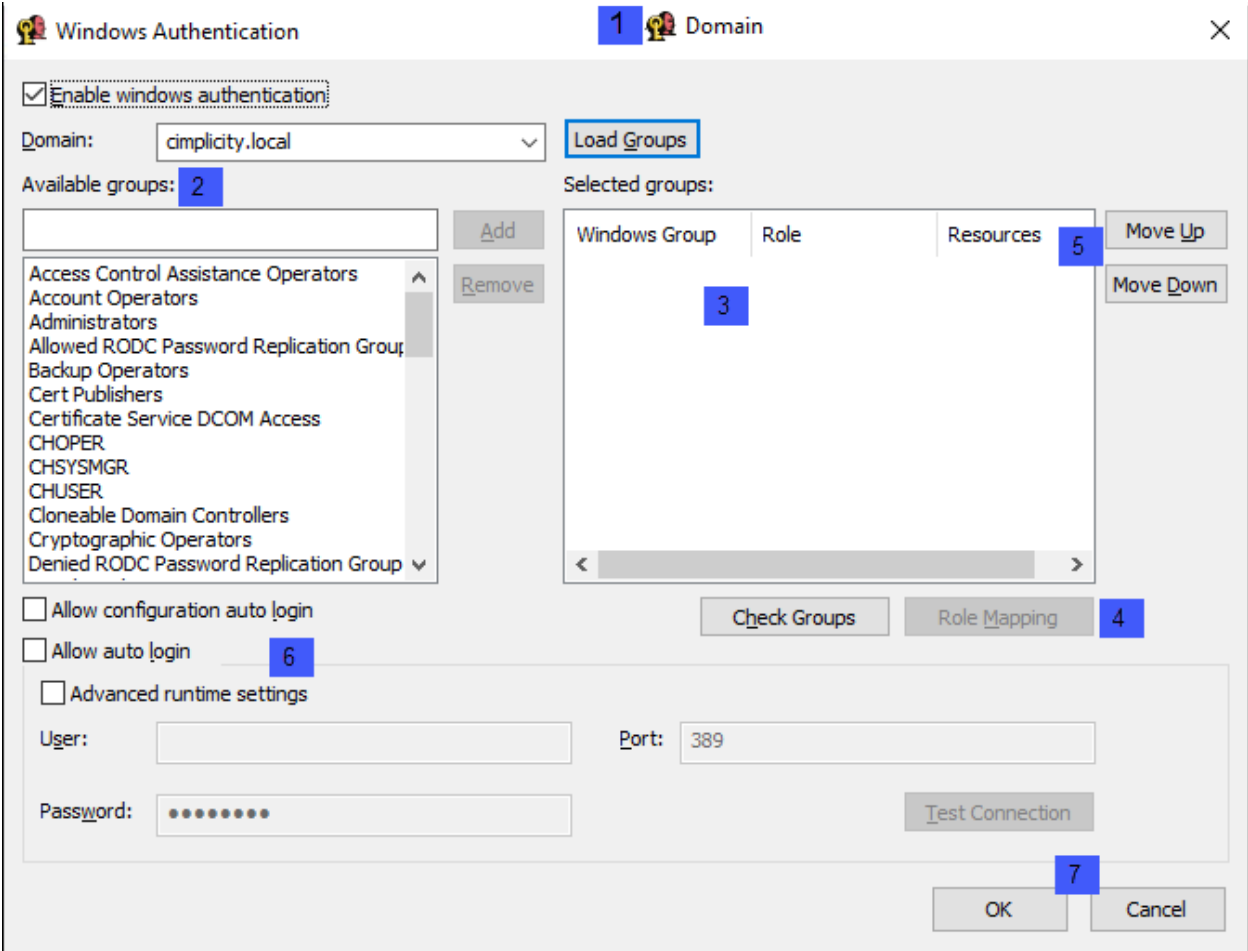 Windows Authentication 1 Domain
Enable windows authentication
Domain: cimplicity.local Load Groups
Available groups: 2 Selected groups:
Add Windows Group Role Resources 5 Move Up
Remove Move Down
3
Access Control Assistance Operators
Account Operators
Administrators
Allowed RODC Password Replication Group
Backup Operators
Cert Publishers
Certificate Service DCOM Access
CHOPER
CHSYSMGR
CHUSER
Cloneable Domain Controllers
Cryptographic Operators
Denied RODC Password Replication Group
Allow configuration auto login Check Groups Role Mapping 4
Allow auto login 6
Advanced runtime settings
User: Port: 389
Password: ●●●●●●●● Test Connection
7
OK Cancel